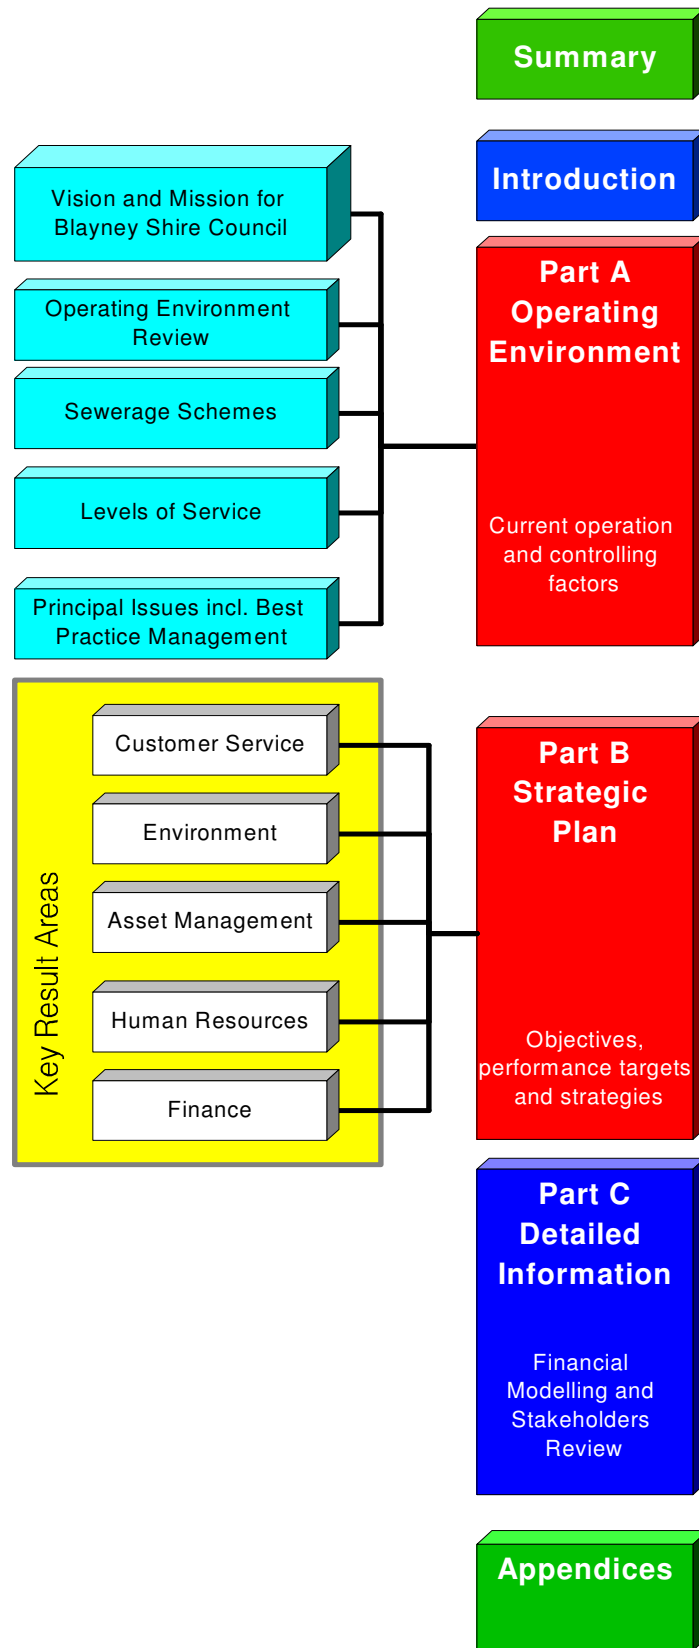 Summary
Introduction
Vision and Mission for
Blayney Shire Council
Operating Environment
Review
Sewerage Schemes
Levels of Service
Principal Issues incl. Best
Practice Management
Part A
Operating
Environment
Current operation
and controlling
factors
Key Result Areas
Customer Service
Environment
Asset Management
Human Resources
Finance
Part B
Strategic
Plan
Objectives,
performance targets
and strategies
Part C
Detailed
Information
Financial
Modelling and
Stakeholders
Review
Appendices